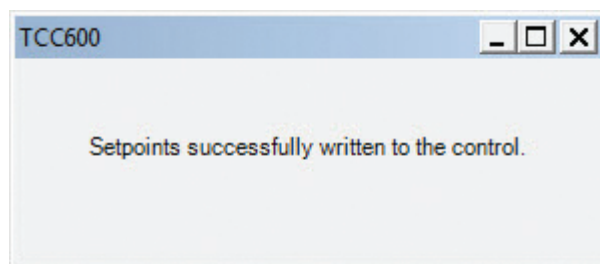 TCC600
Setpoints successfully written to the control.